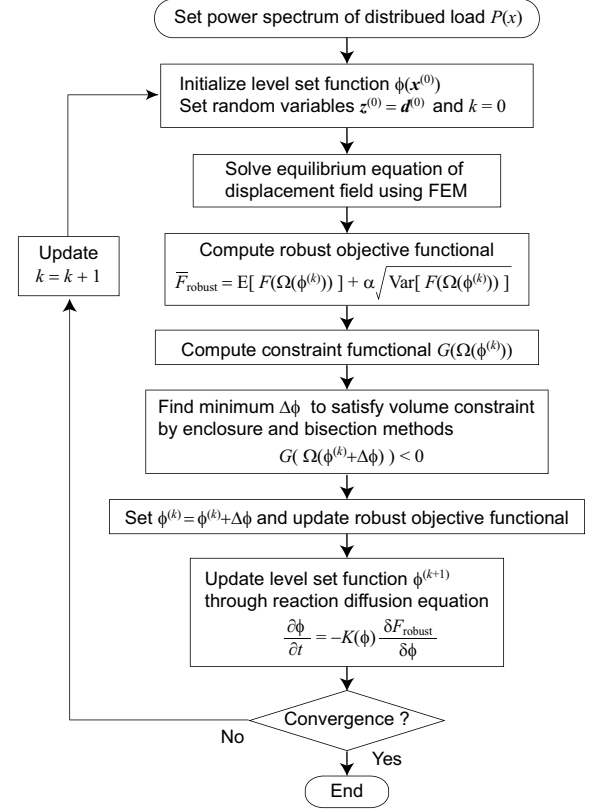 Set power spectrum of distribued load P(x)
Initialize level set function ϕ(x⁽⁰⁾)
Set random variables z⁽⁰⁾ = d⁽⁰⁾ and k = 0
Solve equilibrium equation of
displacement field using FEM
Update
k = k + 1
Compute robust objective functional
F̅robust = E[ F(Ω(ϕ⁽ᵏ⁾)) ] + α√Var[ F(Ω(ϕ⁽ᵏ⁾)) ]
Compute constraint fumctional G(Ω(ϕ⁽ᵏ⁾))
Find minimum Δϕ to satisfy volume constraint
by enclosure and bisection methods
G( Ω(ϕ⁽ᵏ⁾+Δϕ) ) < 0
Set ϕ⁽ᵏ⁾ = ϕ⁽ᵏ⁾+Δϕ and update robust objective functional
Update level set function ϕ⁽ᵏ⁺¹⁾
through reaction diffusion equation
∂ϕ/∂t = –K(ϕ) δFrobust/δϕ
Convergence ?
No
Yes
End